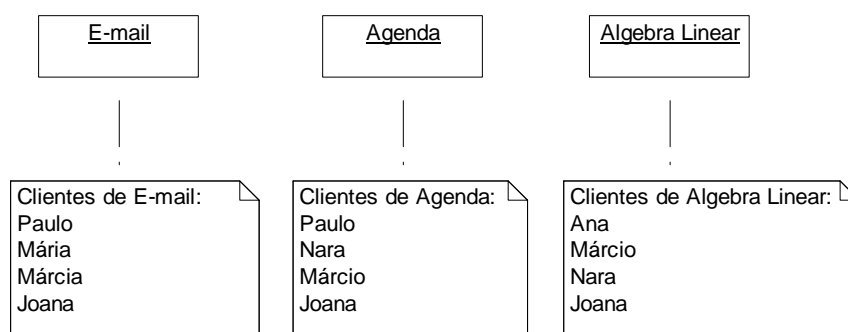 E-mail
Agenda
Algebra Linear
Clientes de E-mail:
Paulo
Mária
Márcia
Joana
Clientes de Agenda:
Paulo
Nara
Márcio
Joana
Clientes de Algebra Linear:
Ana
Márcio
Nara
Joana